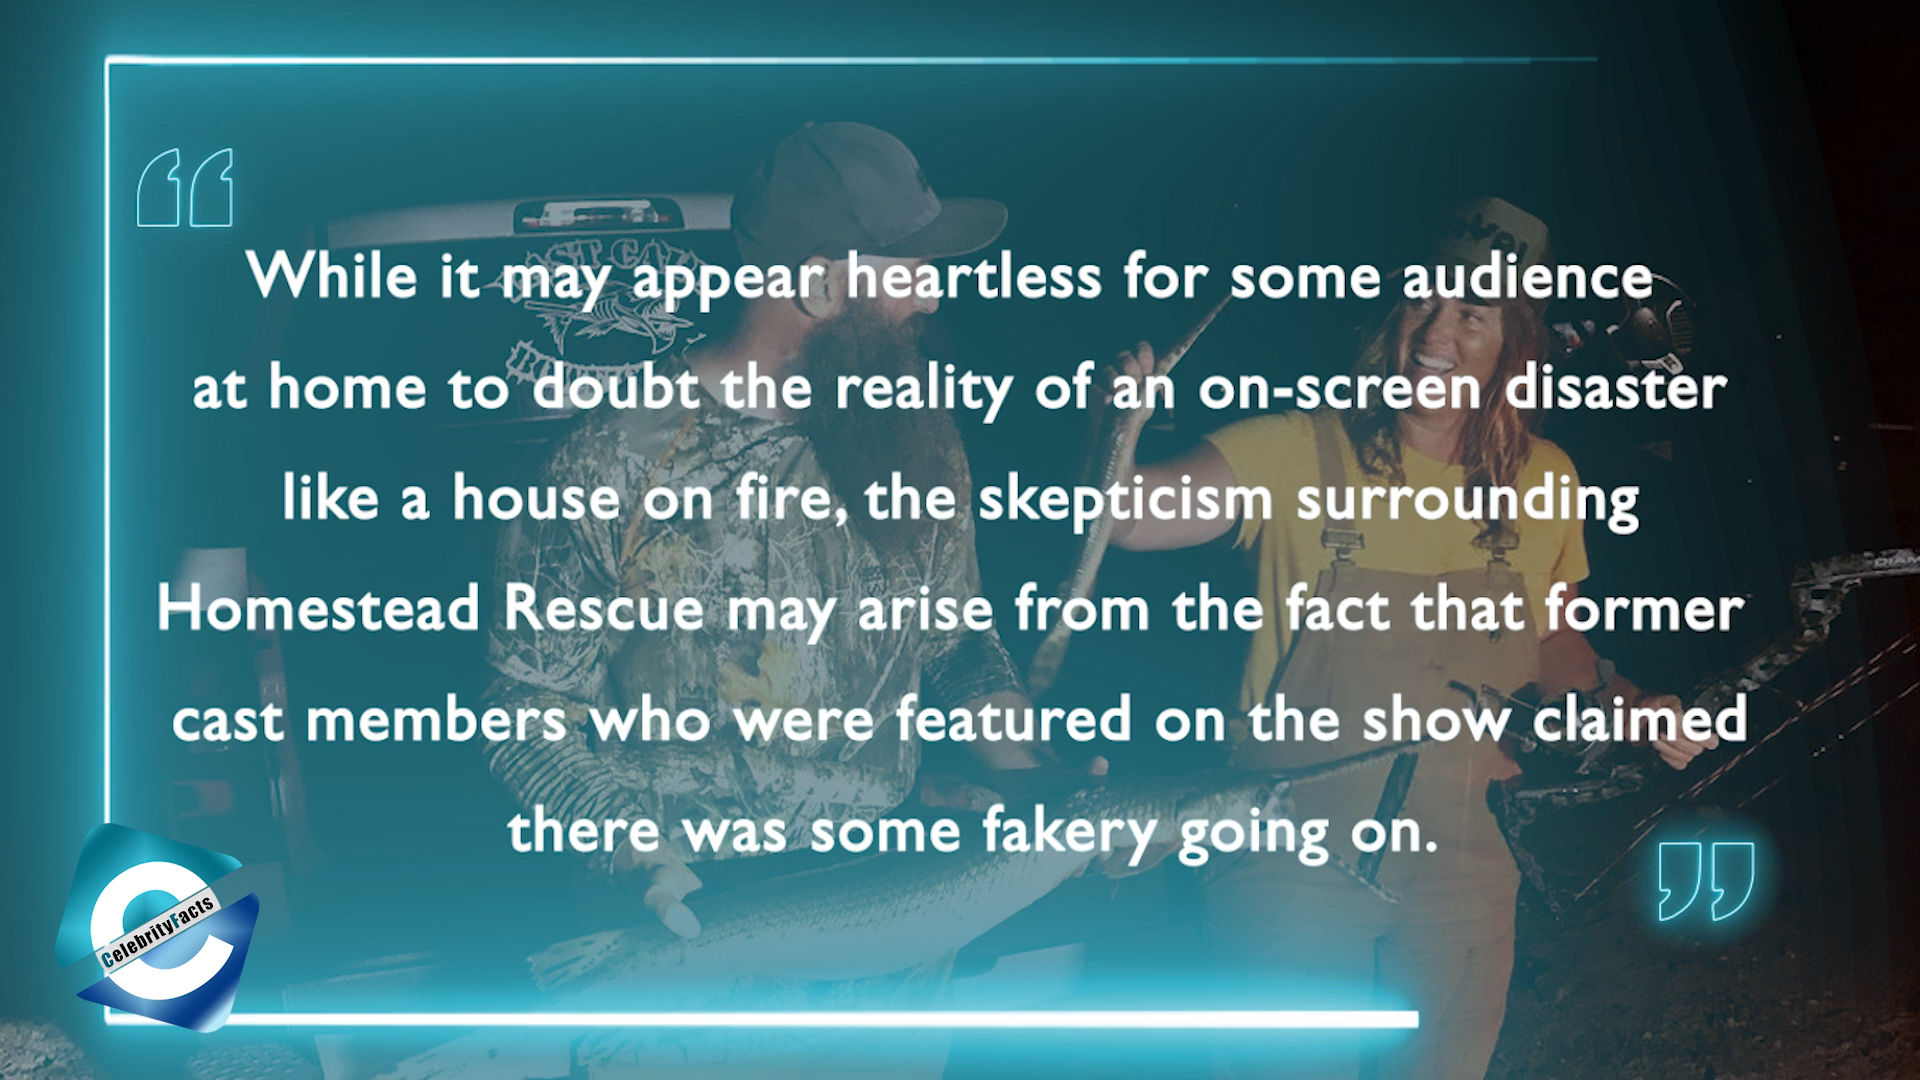 While it may appear heartless for some audience
at home to doubt the reality of an on-screen disaster
like a house on fire, the skepticism surrounding
Homestead Rescue may arise from the fact that former
cast members who were featured on the show claimed
there was some fakery going on.
CelebrityFacts